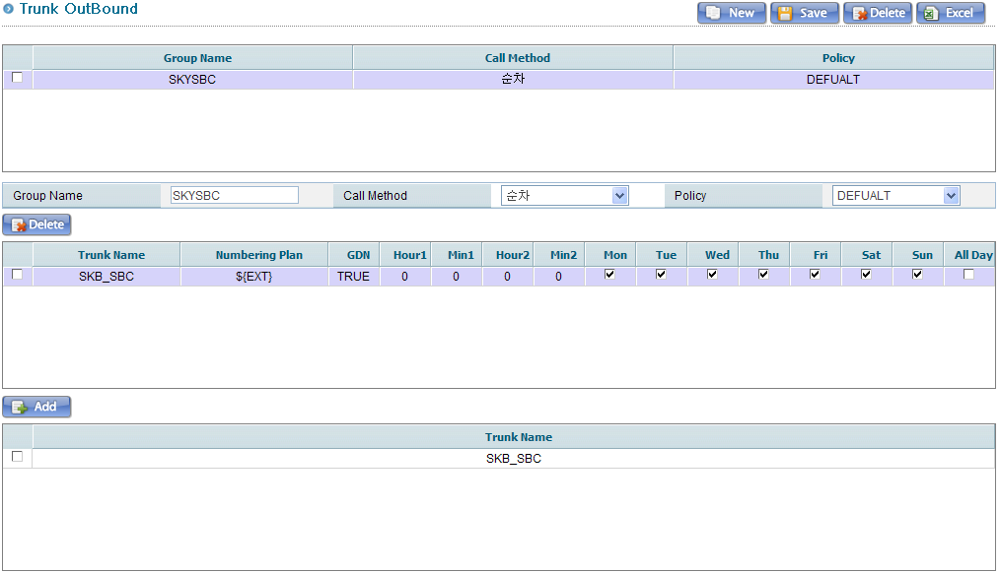 Trunk OutBound
New Save Delete Excel
Group Name Call Method Policy
SKYSBC 순차 DEFUALT
Group Name SKYSBC Call Method 순차 Policy DEFUALT
Delete
Trunk Name Numbering Plan GDN Hour1 Min1 Hour2 Min2 Mon Tue Wed Thu Fri Sat Sun All Day
SKB_SBC ${EXT} TRUE 0 0 0 0
Add
Trunk Name
SKB_SBC